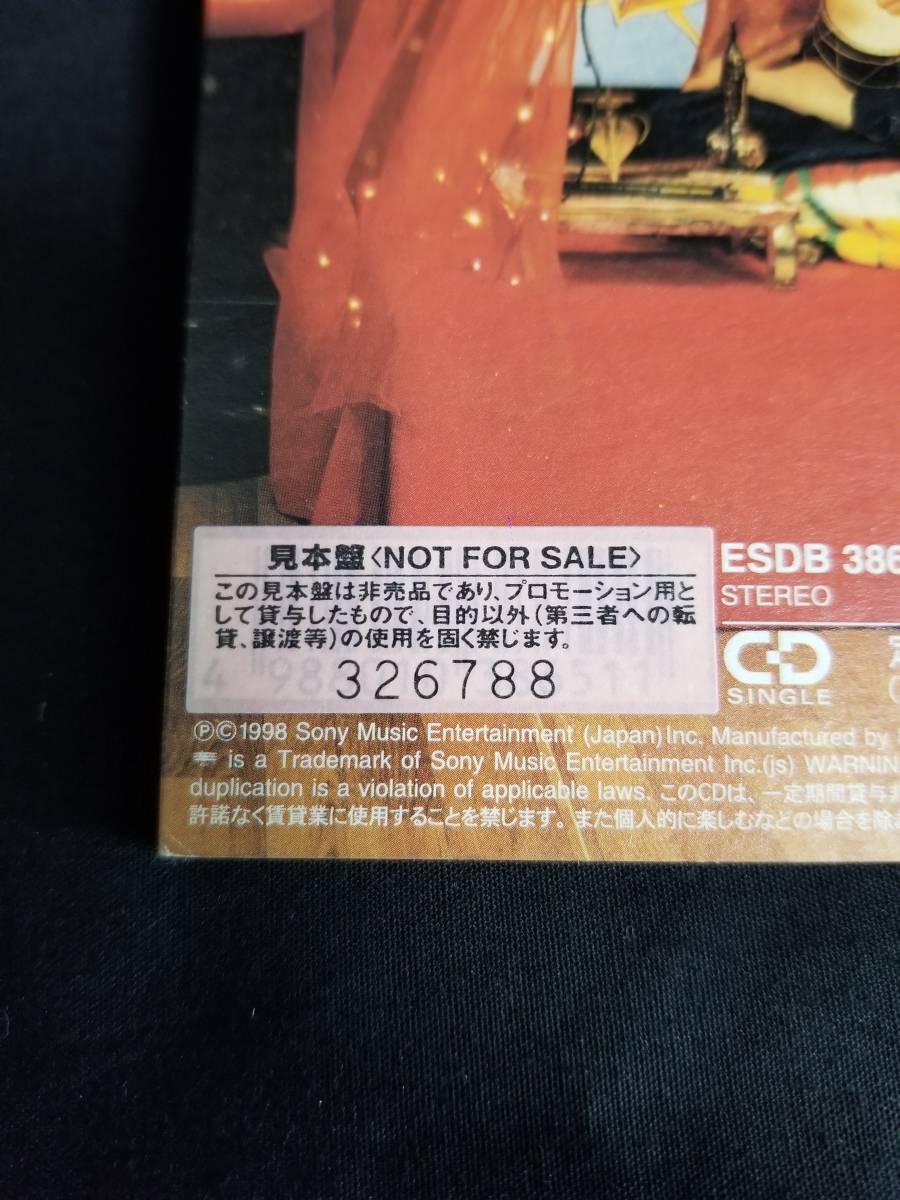 見本盤〈NOT FOR SALE〉
この見本盤は非売品であり、プロモーション用と
して貸与したもので、目的以外(第三者への転
貸、譲渡等)の使用を固く禁じます。
326788
ESDB 386
STEREO
CD
SINGLE
ⓅⒸ1998 Sony Music Entertainment (Japan) Inc. Manufactured by
is a Trademark of Sony Music Entertainment Inc.(js) WARNIN
duplication is a violation of applicable laws. このCDは、一定期間貸与非
許諾なく賃貸業に使用することを禁じます。また個人的に楽しむなどの場合を除